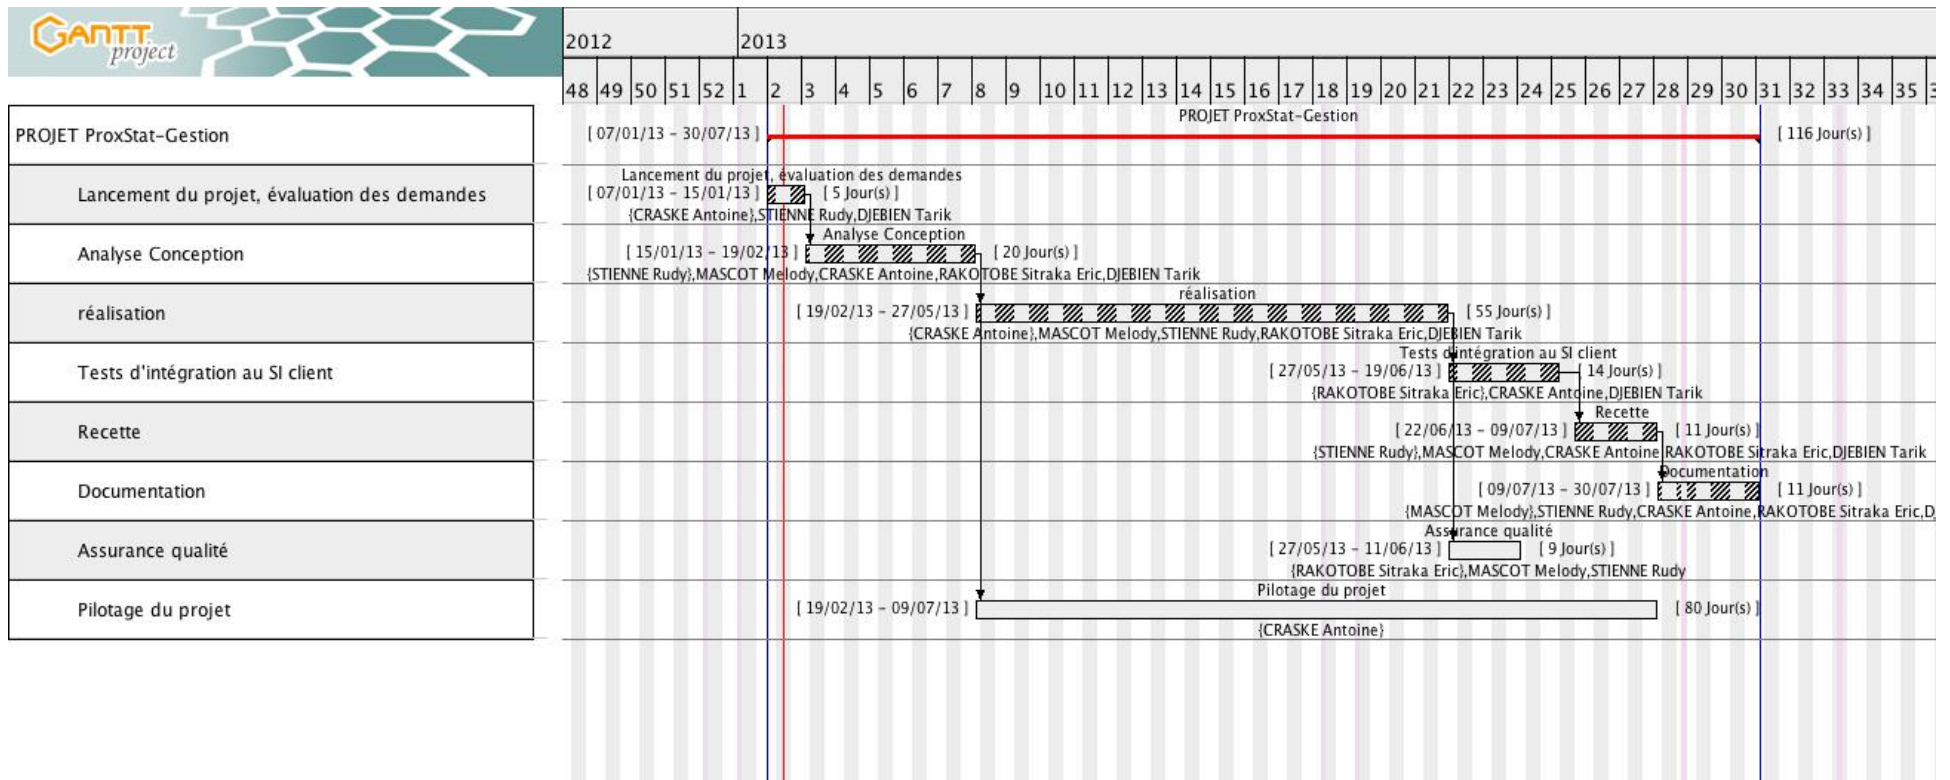 GANTT
project
2012 2013
48 49 50 51 52 1 2 3 4 5 6 7 8 9 10 11 12 13 14 15 16 17 18 19 20 21 22 23 24 25 26 27 28 29 30 31 32 33 34 35 3
PROJET ProxStat-Gestion
PROJET ProxStat-Gestion [ 07/01/13 - 30/07/13 ] [ 116 Jour(s) ]
Lancement du projet, évaluation des demandes
Lancement du projet, évaluation des demandes [ 07/01/13 - 15/01/13 ] [ 5 Jour(s) ]
{CRASKE Antoine},STIENNE Rudy,DJEBIEN Tarik
Analyse Conception
Analyse Conception [ 15/01/13 - 19/02/13 ] [ 20 Jour(s) ]
{STIENNE Rudy},MASCOT Melody,CRASKE Antoine,RAKOTOBE Sitraka Eric,DJEBIEN Tarik
réalisation
réalisation [ 19/02/13 - 27/05/13 ] [ 55 Jour(s) ]
{CRASKE Antoine},MASCOT Melody,STIENNE Rudy,RAKOTOBE Sitraka Eric,DJEBIEN Tarik
Tests d'intégration au SI client
Tests d'intégration au SI client [ 27/05/13 - 19/06/13 ] [ 14 Jour(s) ]
{RAKOTOBE Sitraka Eric},CRASKE Antoine,DJEBIEN Tarik
Recette
Recette [ 22/06/13 - 09/07/13 ] [ 11 Jour(s) ]
{STIENNE Rudy},MASCOT Melody,CRASKE Antoine,RAKOTOBE Sitraka Eric,DJEBIEN Tarik
Documentation
Documentation [ 09/07/13 - 30/07/13 ] [ 11 Jour(s) ]
{MASCOT Melody},STIENNE Rudy,CRASKE Antoine,RAKOTOBE Sitraka Eric,D
Assurance qualité
Assurance qualité [ 27/05/13 - 11/06/13 ] [ 9 Jour(s) ]
{RAKOTOBE Sitraka Eric},MASCOT Melody,STIENNE Rudy
Pilotage du projet
Pilotage du projet [ 19/02/13 - 09/07/13 ] [ 80 Jour(s) ]
{CRASKE Antoine}